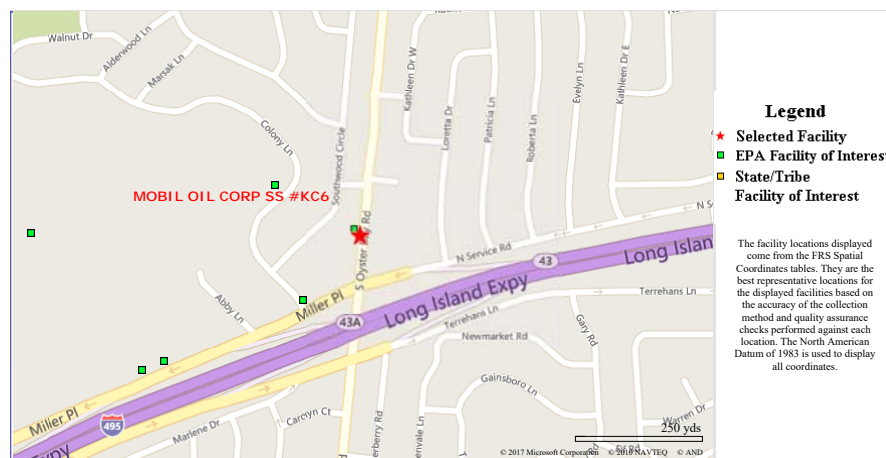 Walnut Dr
Alderwood Ln
Marsak Ln
Colony Ln
Southwood Circle
Kathleen Dr W
Loretta Dr
Patricia Ln
Roberta Ln
Evelyn Ln
Kathleen Dr E
MOBIL OIL CORP SS #KC6
S Oyster Bay Rd
N Service Rd
43
Long Island
Long Island Expy
Terrehans Ln
Terrehans Ln
Miller Pl
43A
Abby Ln
Newmarket Rd
Gary Rd
Gainsboro Ln
Miller Pl
495
Marlene Dr
Carolyn Ct
Warren Dr
Expy
250 yds
© 2017 Microsoft Corporation © 2010 NAVTEQ © AND
Legend
Selected Facility
EPA Facility of Interest
State/Tribe
Facility of Interest
The facility locations displayed
come from the FRS Spatial
Coordinates tables. They are the
best representative locations for
the displayed facilities based on
the accuracy of the collection
method and quality assurance
checks performed against each
location. The North American
Datum of 1983 is used to display
all coordinates.